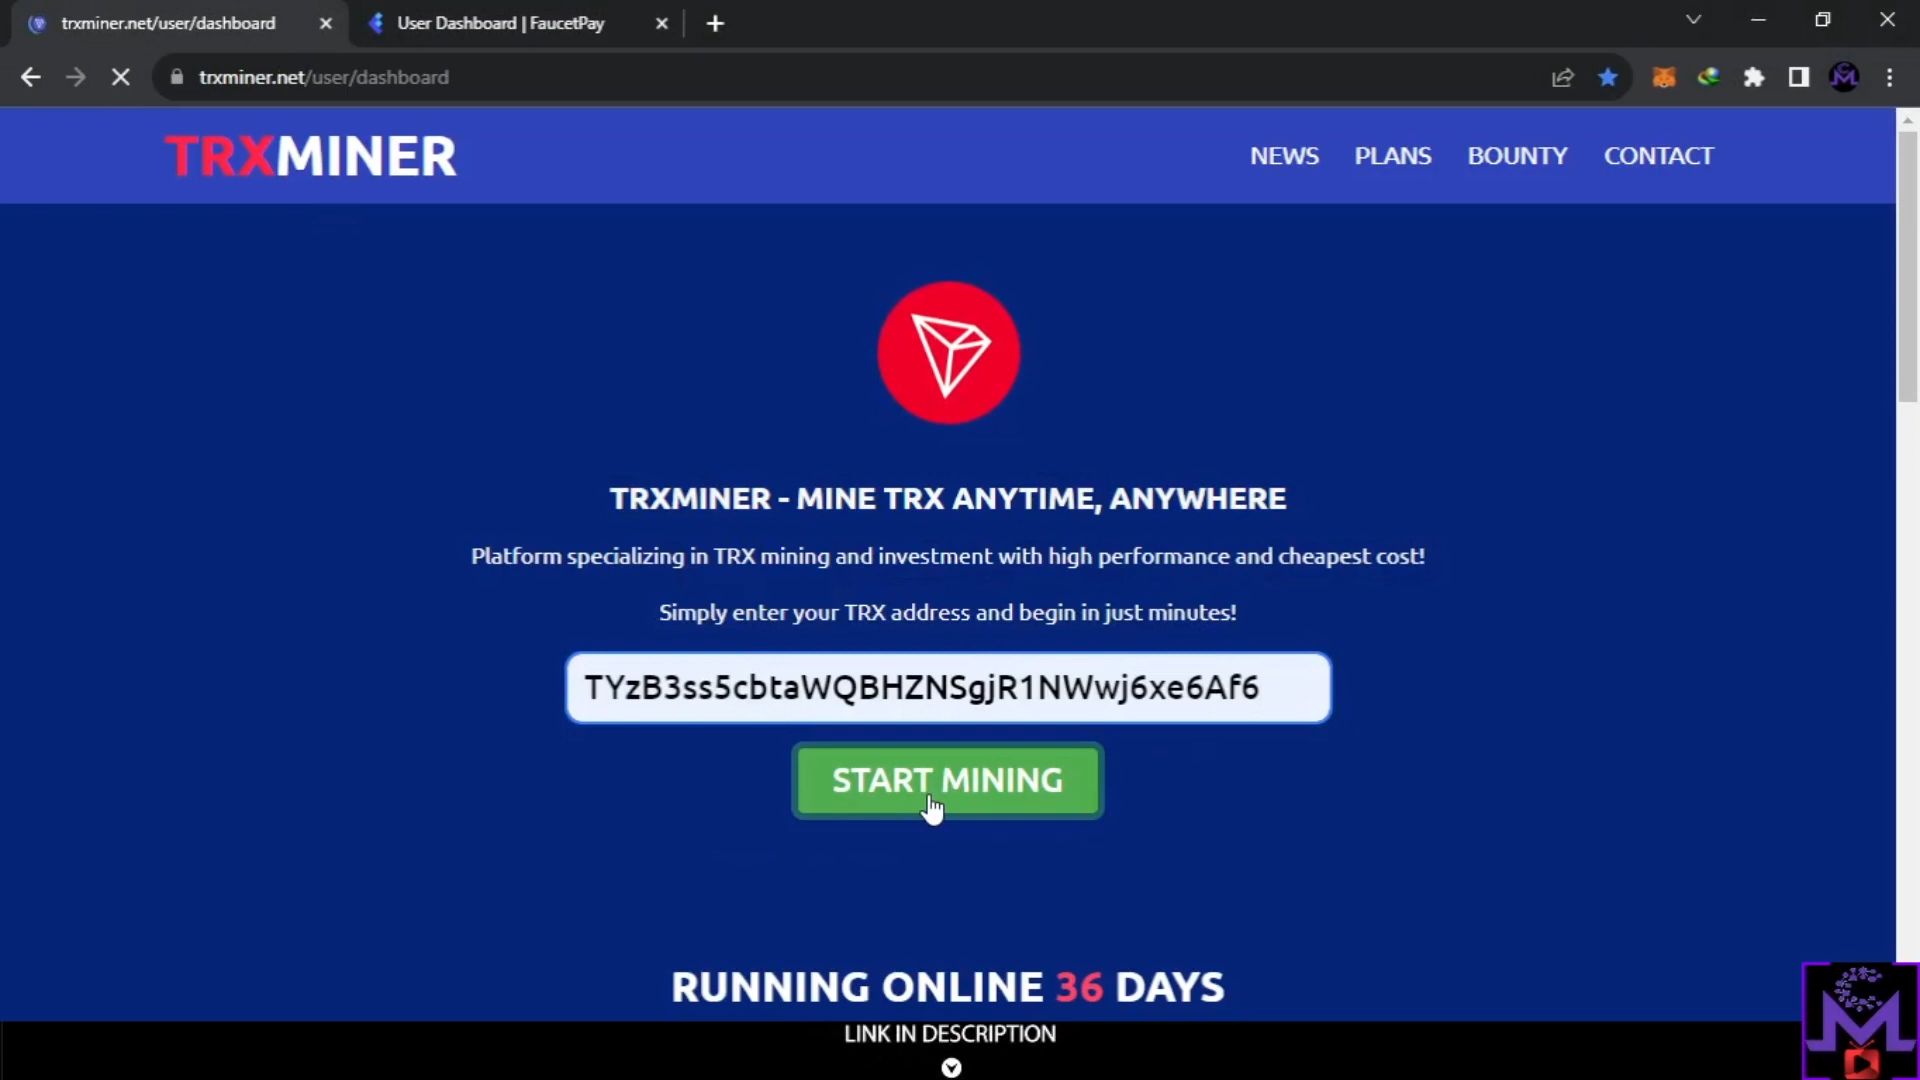 trxminer.net/user/dashboard
User Dashboard | FaucetPay
trxminer.net/user/dashboard
TRXMINER
NEWS
PLANS
BOUNTY
CONTACT
TRXMINER - MINE TRX ANYTIME, ANYWHERE
Platform specializing in TRX mining and investment with high performance and cheapest cost!
Simply enter your TRX address and begin in just minutes!
TYzB3ss5cbtaWQBHZNSgjR1NWwj6xe6Af6
START MINING
RUNNING ONLINE 36 DAYS
LINK IN DESCRIPTION